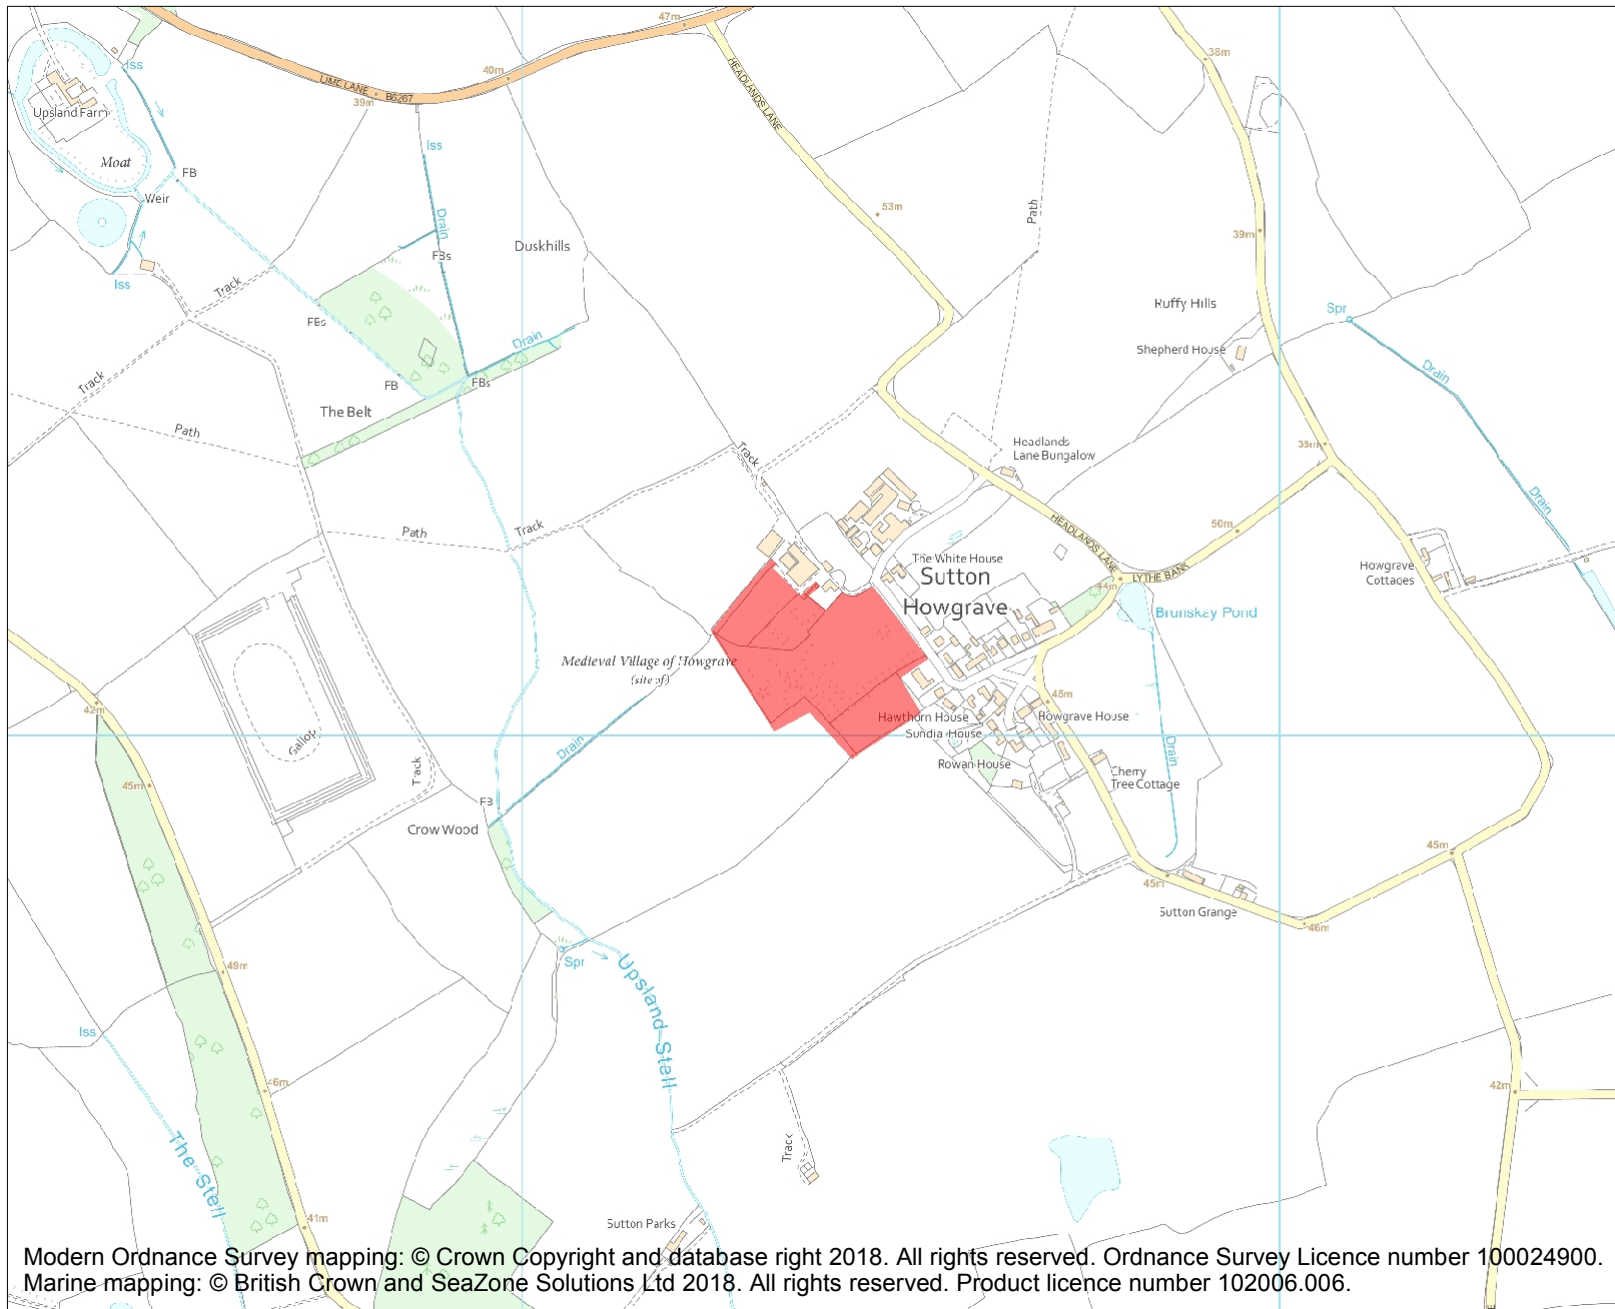 47m
38m
40m
Iss
LIME LANE B6267
39m
HEADLANDS LANE
Upsland Farm
Iss
Moat
FB
Weir
53m
Path
Drain
39m
Duskhills
FBs
Iss
Track
Ruffy Hills
Spr
FBs
Drain
Shepherd House
Track
FB
FBs
Drain
The Belt
Path
Headlands
Lane Bungalow
38m
Track
Drain
Path
Track
HEADLANDS LANE
50m
The White House
Sutton
Howgrave
LYTHE BANK
44m
Howgrave
Cottages
Brunskey Pond
Medieval Village of Howgrave
(site of)
42m
45m
Hawthorn House
Howgrave House
Sundial House
Gallop
Drain
Drain
Rowan House
Track
Cherry
Tree Cottage
45m
FB
Crow Wood
45m
45m
Sutton Grange
46m
Spr
49m
Upsland Stell
Iss
46m
42m
The Stell
Track
41m
Sutton Parks
Modern Ordnance Survey mapping: © Crown Copyright and database right 2018. All rights reserved. Ordnance Survey Licence number 100024900.
Marine mapping: © British Crown and SeaZone Solutions Ltd 2018. All rights reserved. Product licence number 102006.006.